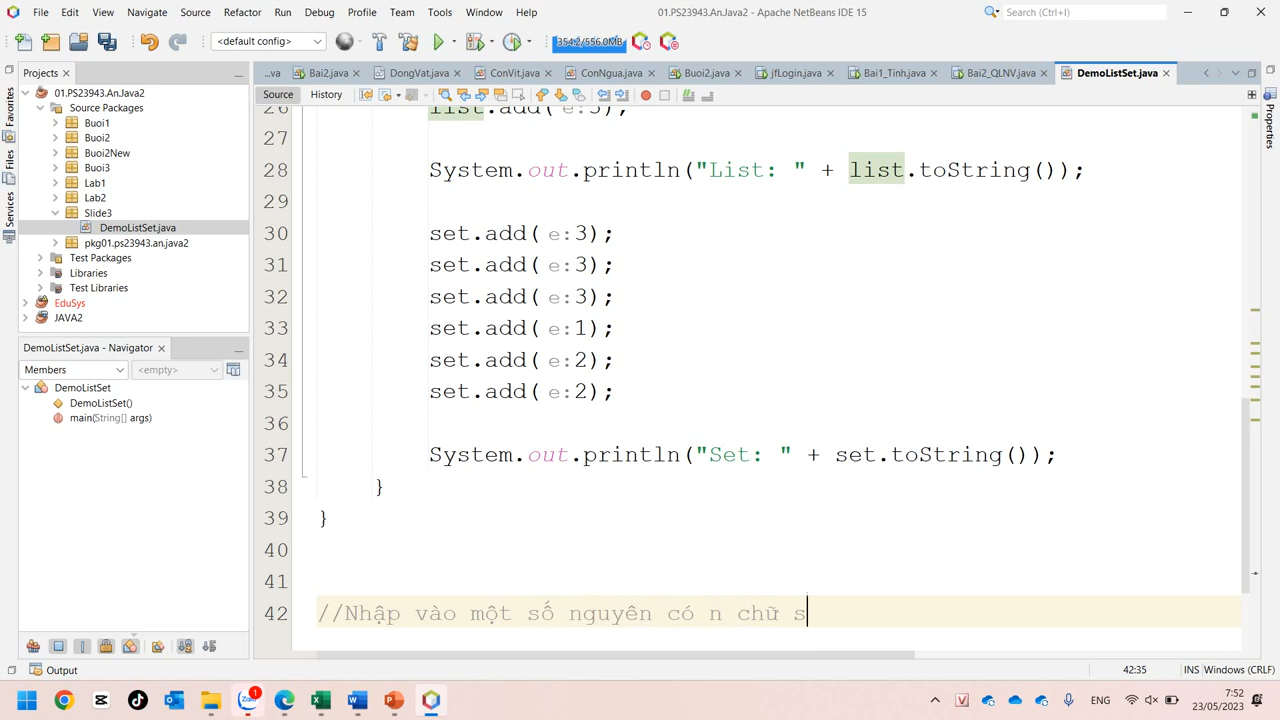 File Edit View Navigate Source Refactor Run Debug Profile Team Tools Window Help
01.PS23943.An.Java2 - Apache NetBeans IDE 15
Search (Ctrl+I)
<default config>
354.2/556.0MB
Projects
...va Bai2.java DongVat.java ConVit.java ConNgua.java Buoi2.java jfLogin.java Bai1_Tinh.java Bai2_QLNV.java DemoListSet.java
Source History
Favorites
Files
Services
Properties
01.PS23943.An.Java2
Source Packages
Buoi1
Buoi2
Buoi2New
Buoi3
Lab1
Lab2
Slide3
DemoListSet.java
pkg01.ps23943.an.java2
Test Packages
Libraries
Test Libraries
EduSys
JAVA2
DemoListSet.java - Navigator
Members <empty>
DemoListSet
DemoListSet()
main(String[] args)
27
28 System.out.println("List: " + list.toString());
29
30 set.add( e:3);
31 set.add( e:3);
32 set.add( e:3);
33 set.add( e:1);
34 set.add( e:2);
35 set.add( e:2);
36
37 System.out.println("Set: " + set.toString());
38 }
39 }
40
41
42 //Nhập vào một số nguyên có n chữ s
Output
42:35 INS Windows (CRLF)
Zalo 1
ENG
7:52
23/05/2023